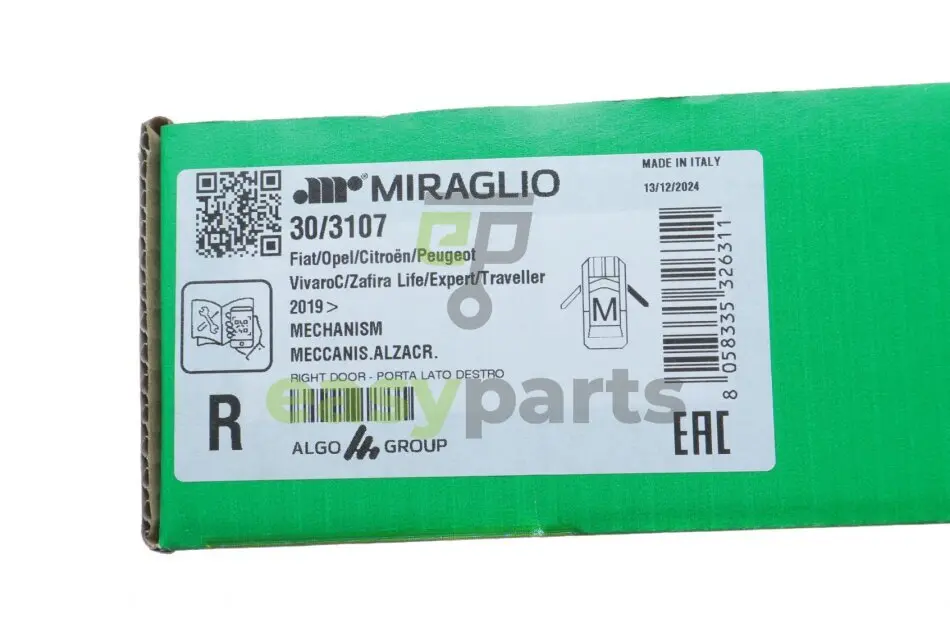 MIRAGLIO
30/3107
Fiat/Opel/Citroën/Peugeot
VivaroC/Zafira Life/Expert/Traveller
2019>
MECHANISM
MECCANIS.ALZACR.
RIGHT DOOR - PORTA LATO DESTRO
R
ALGO GROUP
MADE IN ITALY
13/12/2024
M
8 058335 326311
EAC
easyparts